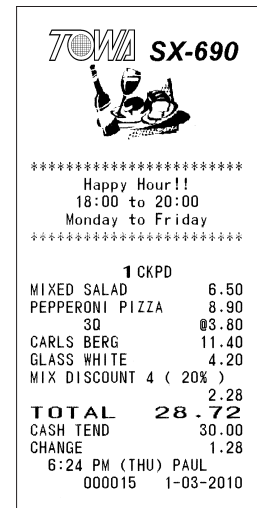 TOWA SX-690
************************
Happy Hour!!
18:00 to 20:00
Monday to Friday
************************
1 CKPD
MIXED SALAD 6.50
PEPPERONI PIZZA 8.90
3Q @3.80
CARLS BERG 11.40
GLASS WHITE 4.20
MIX DISCOUNT 4 ( 20% )
2.28
TOTAL 28.72
CASH TEND 30.00
CHANGE 1.28
6:24 PM (THU) PAUL
000015 1-03-2010